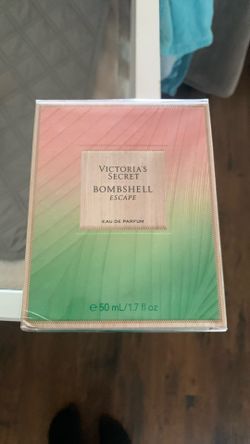 VICTORIA'S
SECRET
BOMBSHELL
ESCAPE
EAU DE PARFUM
e 50 mL/1.7 fl oz